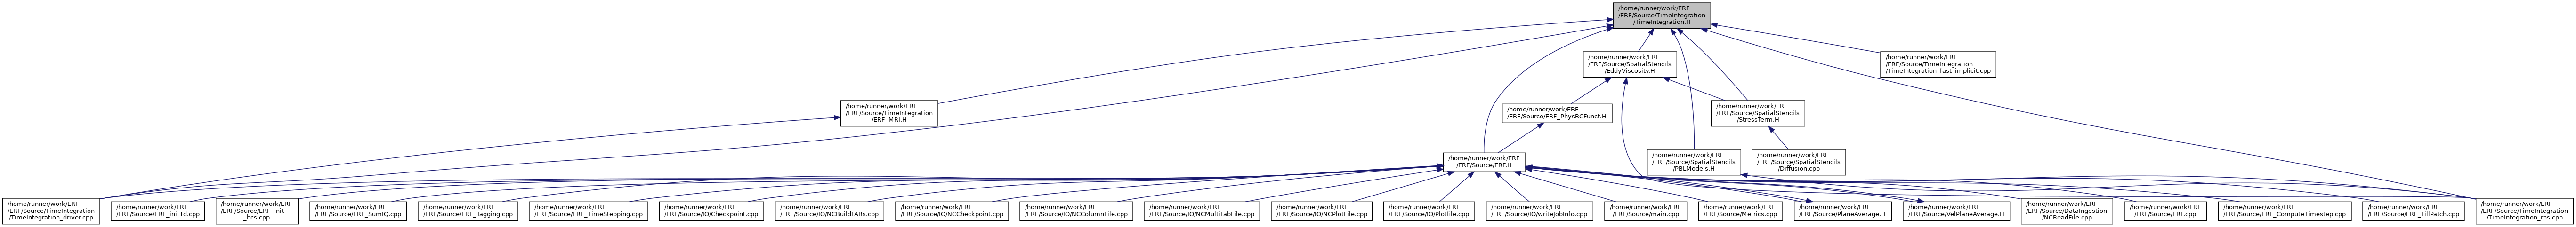 /home/runner/work/ERF
/ERF/Source/TimeIntegration
/TimeIntegration.H
/home/runner/work/ERF
/ERF/Source/SpatialStencils
/EddyViscosity.H
/home/runner/work/ERF
/ERF/Source/TimeIntegration
/TimeIntegration_fast_implicit.cpp
/home/runner/work/ERF
/ERF/Source/TimeIntegration
/ERF_MRI.H
/home/runner/work/ERF
/ERF/Source/ERF_PhysBCFunct.H
/home/runner/work/ERF
/ERF/Source/SpatialStencils
/StressTerm.H
/home/runner/work/ERF
/ERF/Source/ERF.H
/home/runner/work/ERF
/ERF/Source/SpatialStencils
/PBLModels.H
/home/runner/work/ERF
/ERF/Source/SpatialStencils
/Diffusion.cpp
/home/runner/work/ERF
/ERF/Source/TimeIntegration
/TimeIntegration_driver.cpp
/home/runner/work/ERF
/ERF/Source/ERF_init1d.cpp
/home/runner/work/ERF
/ERF/Source/ERF_init
_bcs.cpp
/home/runner/work/ERF
/ERF/Source/ERF_SumIQ.cpp
/home/runner/work/ERF
/ERF/Source/ERF_Tagging.cpp
/home/runner/work/ERF
/ERF/Source/ERF_TimeStepping.cpp
/home/runner/work/ERF
/ERF/Source/IO/Checkpoint.cpp
/home/runner/work/ERF
/ERF/Source/IO/NCBuildFABs.cpp
/home/runner/work/ERF
/ERF/Source/IO/NCCheckpoint.cpp
/home/runner/work/ERF
/ERF/Source/IO/NCColumnFile.cpp
/home/runner/work/ERF
/ERF/Source/IO/NCMultiFabFile.cpp
/home/runner/work/ERF
/ERF/Source/IO/NCPlotFile.cpp
/home/runner/work/ERF
/ERF/Source/IO/Plotfile.cpp
/home/runner/work/ERF
/ERF/Source/IO/writeJobInfo.cpp
/home/runner/work/ERF
/ERF/Source/main.cpp
/home/runner/work/ERF
/ERF/Source/Metrics.cpp
/home/runner/work/ERF
/ERF/Source/PlaneAverage.H
/home/runner/work/ERF
/ERF/Source/VelPlaneAverage.H
/home/runner/work/ERF
/ERF/Source/DataIngestion
/NCReadFile.cpp
/home/runner/work/ERF
/ERF/Source/ERF.cpp
/home/runner/work/ERF
/ERF/Source/ERF_ComputeTimestep.cpp
/home/runner/work/ERF
/ERF/Source/ERF_FillPatch.cpp
/home/runner/work/ERF
/ERF/Source/TimeIntegration
/TimeIntegration_rhs.cpp